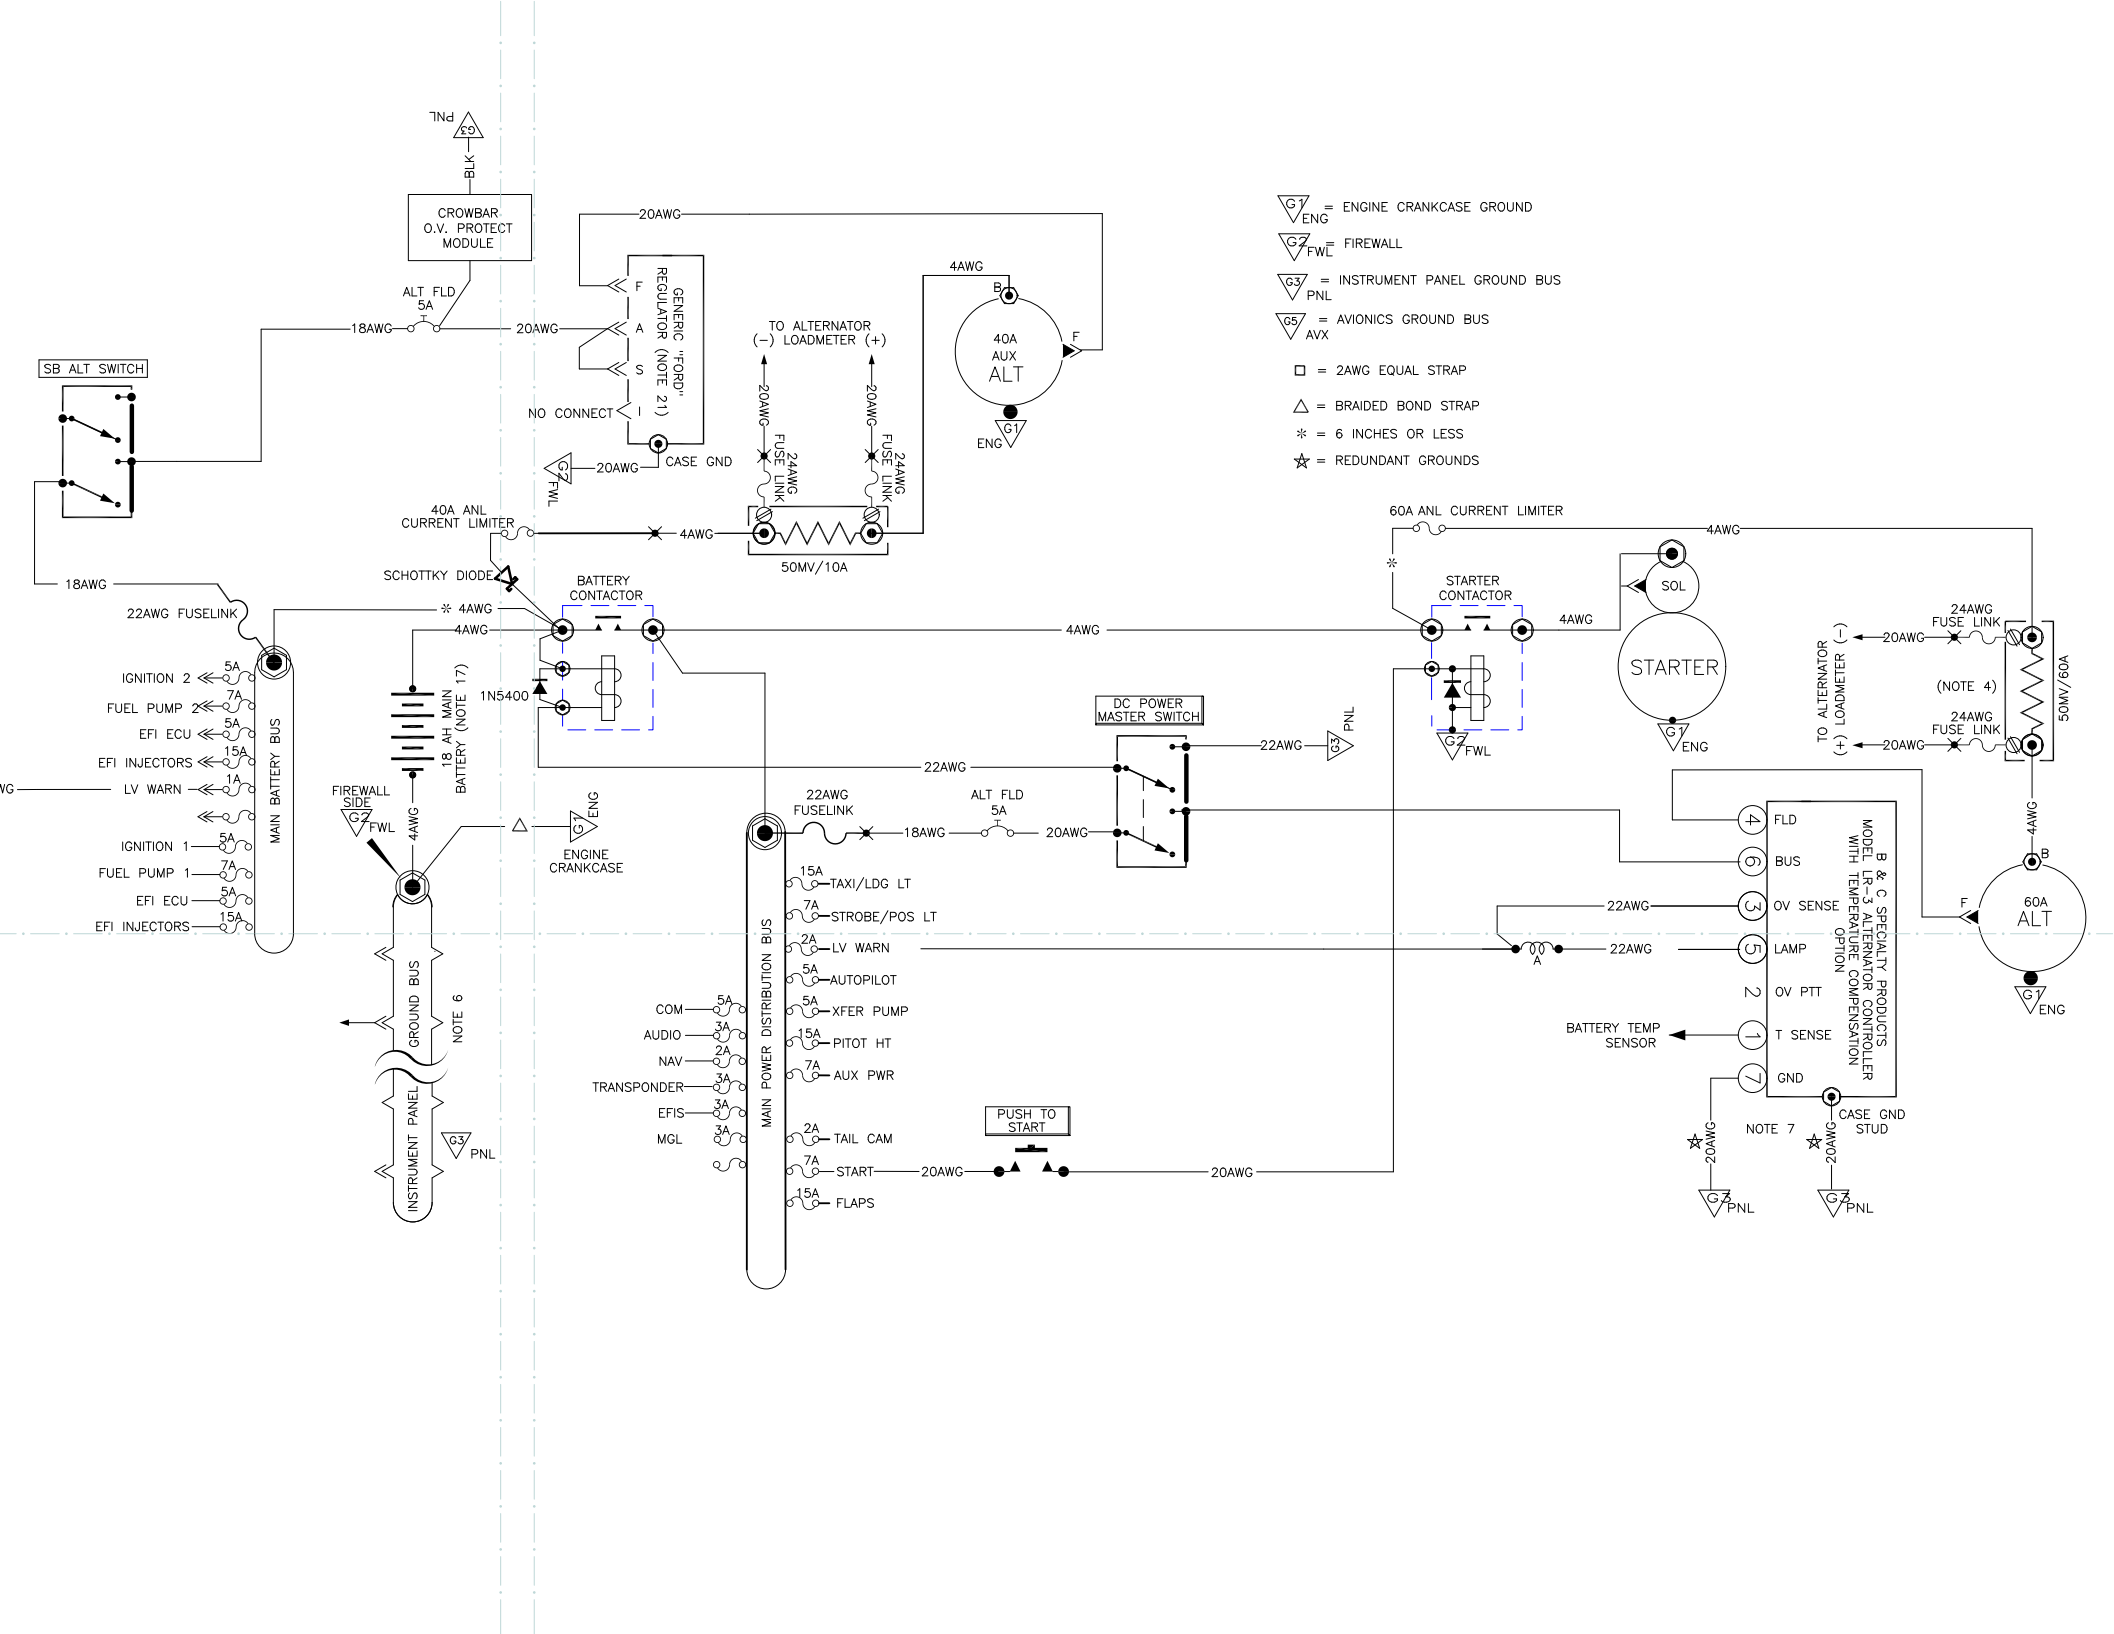 G3
PNL
BLK
CROWBAR
O.V. PROTECT
MODULE
ALT FLD
5A
18AWG
20AWG
20AWG
F
A
S
I
GENERIC "FORD"
REGULATOR (NOTE 21)
NO CONNECT
CASE GND
20AWG
G2
FWL
TO ALTERNATOR
(-) LOADMETER (+)
20AWG
20AWG
24AWG
FUSE LINK
24AWG
FUSE LINK
4AWG
B
40A
AUX
ALT
F
G1
ENG
G1
ENG
= ENGINE CRANKCASE GROUND
G2
FWL
= FIREWALL
G3
PNL
= INSTRUMENT PANEL GROUND BUS
G5
AVX
= AVIONICS GROUND BUS
= 2AWG EQUAL STRAP
= BRAIDED BOND STRAP
* = 6 INCHES OR LESS
= REDUNDANT GROUNDS
SB ALT SWITCH
18AWG
22AWG FUSELINK
40A ANL
CURRENT LIMITER
4AWG
50MV/10A
SCHOTTKY DIODE
BATTERY
CONTACTOR
* 4AWG
4AWG
4AWG
1N5400
18 AH MAIN
BATTERY (NOTE 17)
60A ANL CURRENT LIMITER
4AWG
*
STARTER
CONTACTOR
4AWG
SOL
STARTER
G1
ENG
G2
FWL
24AWG
FUSE LINK
20AWG
TO ALTERNATOR
(+) LOADMETER (-)
(NOTE 4)
50MV/60A
24AWG
FUSE LINK
20AWG
4AWG
B
60A
ALT
F
G1
ENG
MAIN BATTERY BUS
5A
IGNITION 2
7A
FUEL PUMP 2
5A
EFI ECU
15A
EFI INJECTORS
1A
WG
LV WARN
5A
IGNITION 1
7A
FUEL PUMP 1
5A
EFI ECU
15A
EFI INJECTORS
FIREWALL
SIDE
G2
FWL
4AWG
G1
ENG
ENGINE
CRANKCASE
GROUND BUS
NOTE 6
INSTRUMENT PANEL
G3
PNL
DC POWER
MASTER SWITCH
22AWG
22AWG
G3
PNL
22AWG
FUSELINK
18AWG
ALT FLD
5A
20AWG
MAIN POWER DISTRIBUTION BUS
15A
TAXI/LDG LT
7A
STROBE/POS LT
2A
LV WARN
5A
AUTOPILOT
5A
XFER PUMP
15A
PITOT HT
7A
AUX PWR
2A
TAIL CAM
7A
START
15A
FLAPS
5A
COM
3A
AUDIO
2A
NAV
3A
TRANSPONDER
3A
EFIS
3A
MGL
20AWG
PUSH TO
START
20AWG
4
FLD
6
BUS
3
OV SENSE
5
LAMP
2
OV PTT
1
T SENSE
7
GND
22AWG
22AWG
A
BATTERY TEMP
SENSOR
B & C SPECIALTY PRODUCTS
MODEL LR-3 ALTERNATOR CONTROLLER
WITH TEMPERATURE COMPENSATION
OPTION
CASE GND
STUD
NOTE 7
20AWG
20AWG
G3
PNL
G3
PNL